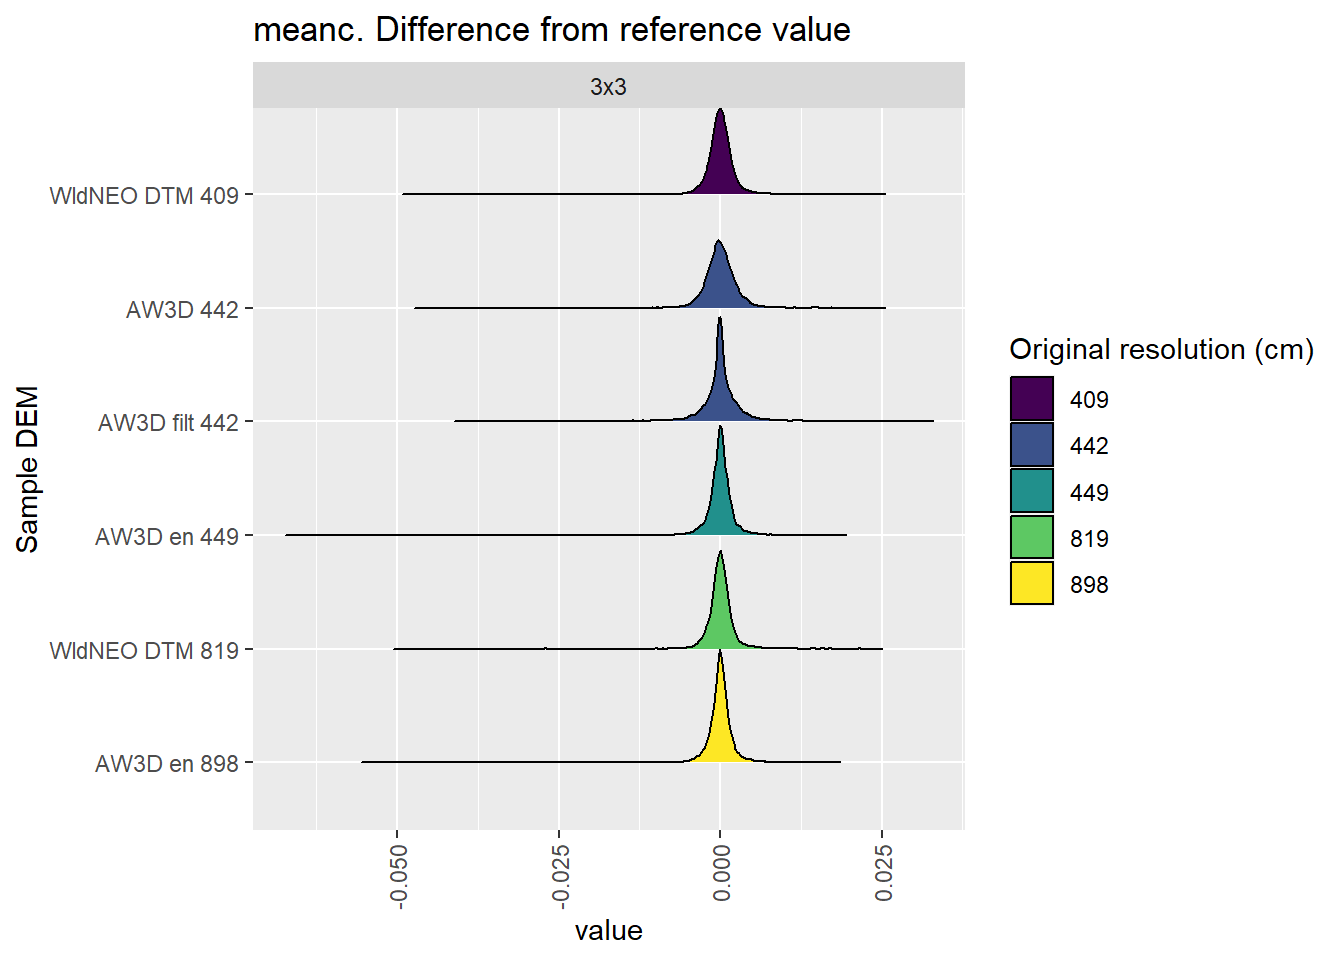 meanc. Difference from reference value
3x3
WldNEO DTM 409
AW3D 442
AW3D filt 442
AW3D en 449
WldNEO DTM 819
AW3D en 898
Sample DEM
-0.050
-0.025
0.000
0.025
value
Original resolution (cm)
409
442
449
819
898